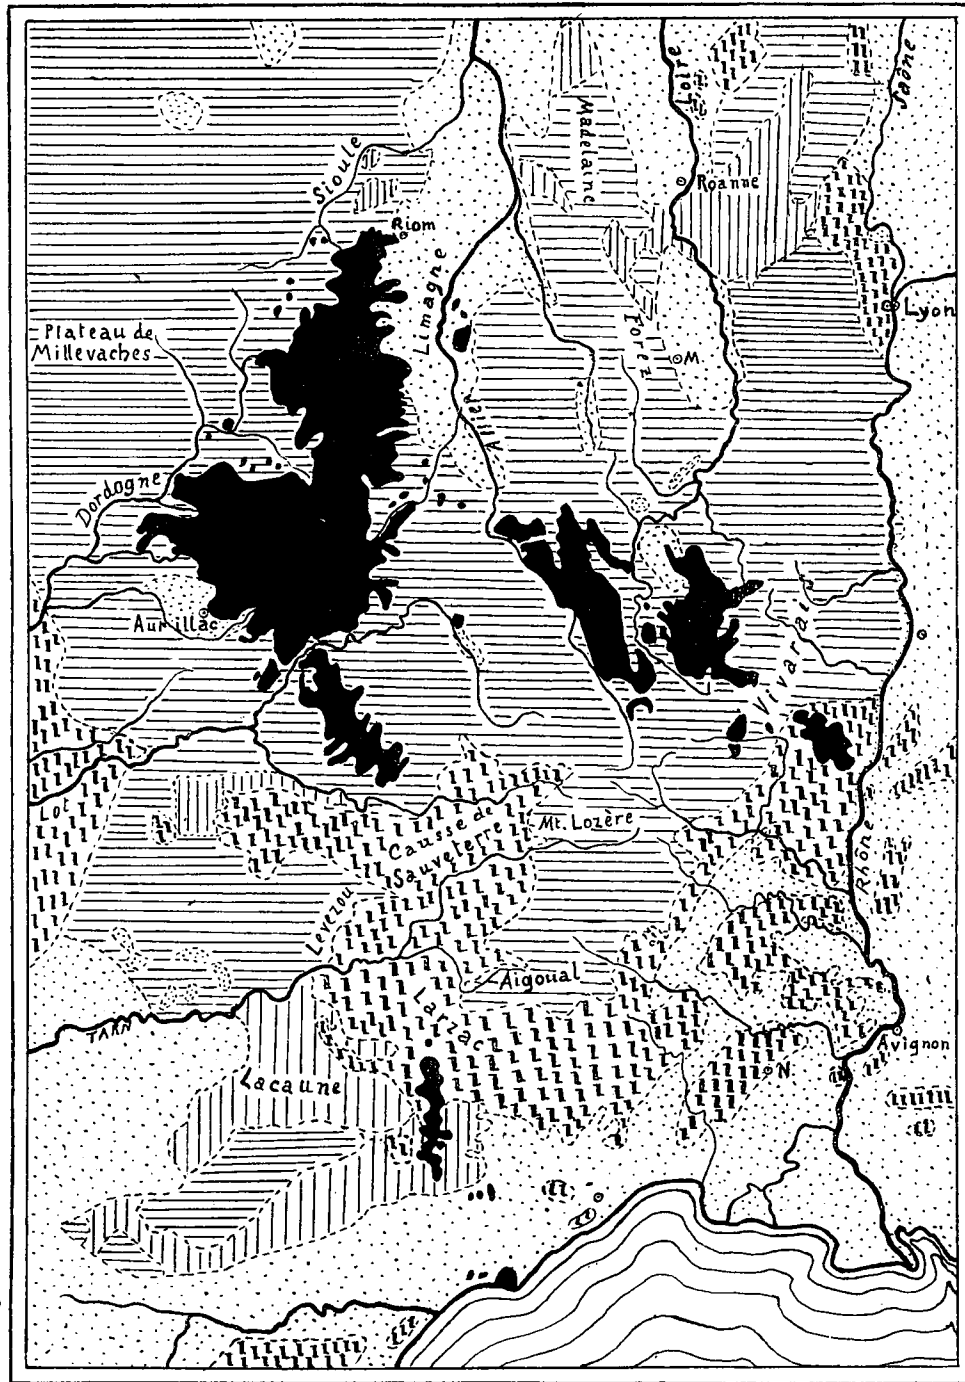 Loire
Saône
Madelaine
Sioule
Roanne
Riom
Limagne
Lyon
Plateau de
Millevaches
Forez
M
Allier
Dordogne
Aurillac
Vivarais
Lot
Causse de
Sauveterre
Mt. Lozère
Rhône
Levezou
Aigoual
Larzac
TARN
Avignon
N
Lacaune